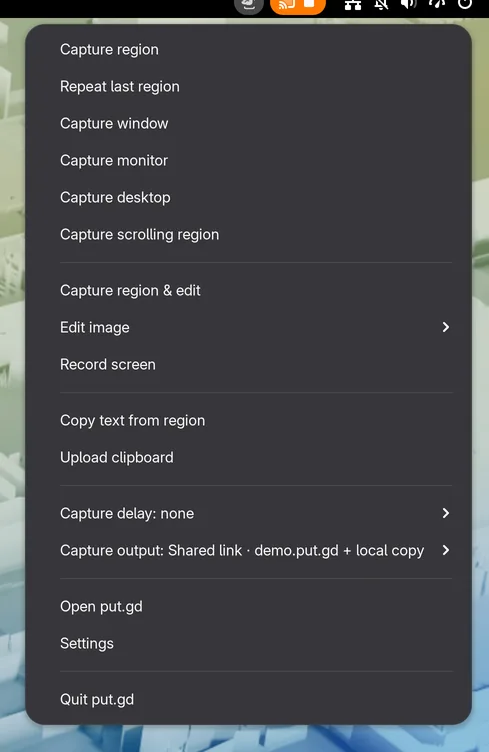 Capture region
Repeat last region
Capture window
Capture monitor
Capture desktop
Capture scrolling region
Capture region & edit
Edit image
Record screen
Copy text from region
Upload clipboard
Capture delay: none
Capture output: Shared link · demo.put.gd + local copy
Open put.gd
Settings
Quit put.gd